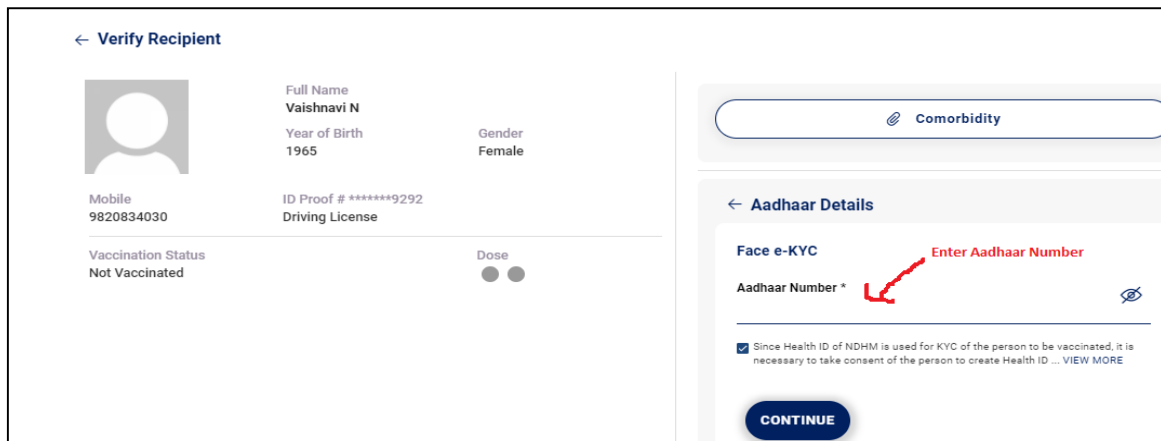 ← Verify Recipient
Full Name
Vaishnavi N
Year of Birth
Gender
1965
Female
Mobile
ID Proof # *******9292
9820834030
Driving License
Vaccination Status
Dose
Not Vaccinated
Comorbidity
← Aadhaar Details
Face e-KYC
Enter Aadhaar Number
Aadhaar Number *
Since Health ID of NDHM is used for KYC of the person to be vaccinated, it is
necessary to take consent of the person to create Health ID ... VIEW MORE
CONTINUE